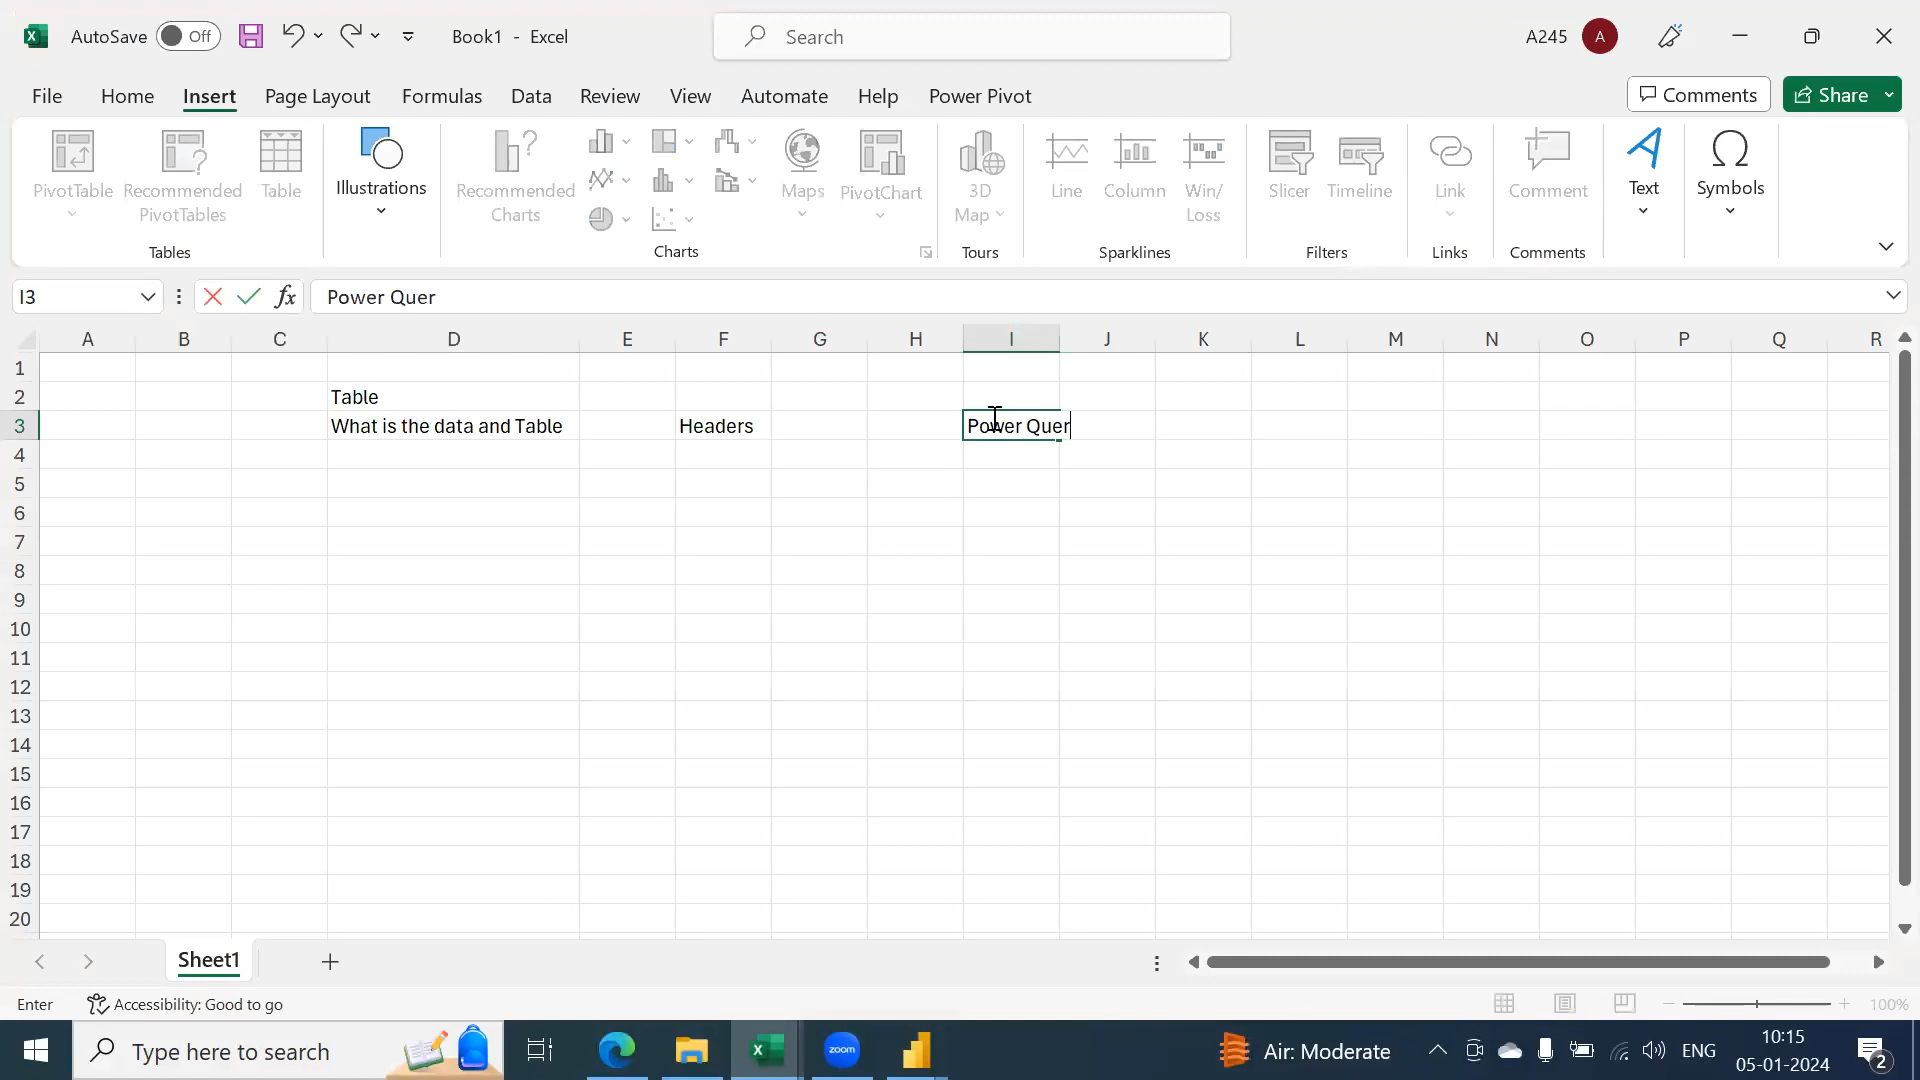 AutoSave Off Book1 - Excel Search A245 A
File Home Insert Page Layout Formulas Data Review View Automate Help Power Pivot Comments Share
PivotTable Recommended PivotTables Table Illustrations Recommended Charts Maps PivotChart 3D Map Line Column Win/ Loss Slicer Timeline Link Comment Text Symbols
Tables Charts Tours Sparklines Filters Links Comments
I3 fx Power Quer
A B C D E F G H I J K L M N O P Q R
1
2 Table
3 What is the data and Table Headers Power Quer
4
5
6
7
8
9
10
11
12
13
14
15
16
17
18
19
20
Sheet1
Enter Accessibility: Good to go 100%
Type here to search zoom Air: Moderate ENG 10:15
05-01-2024 2